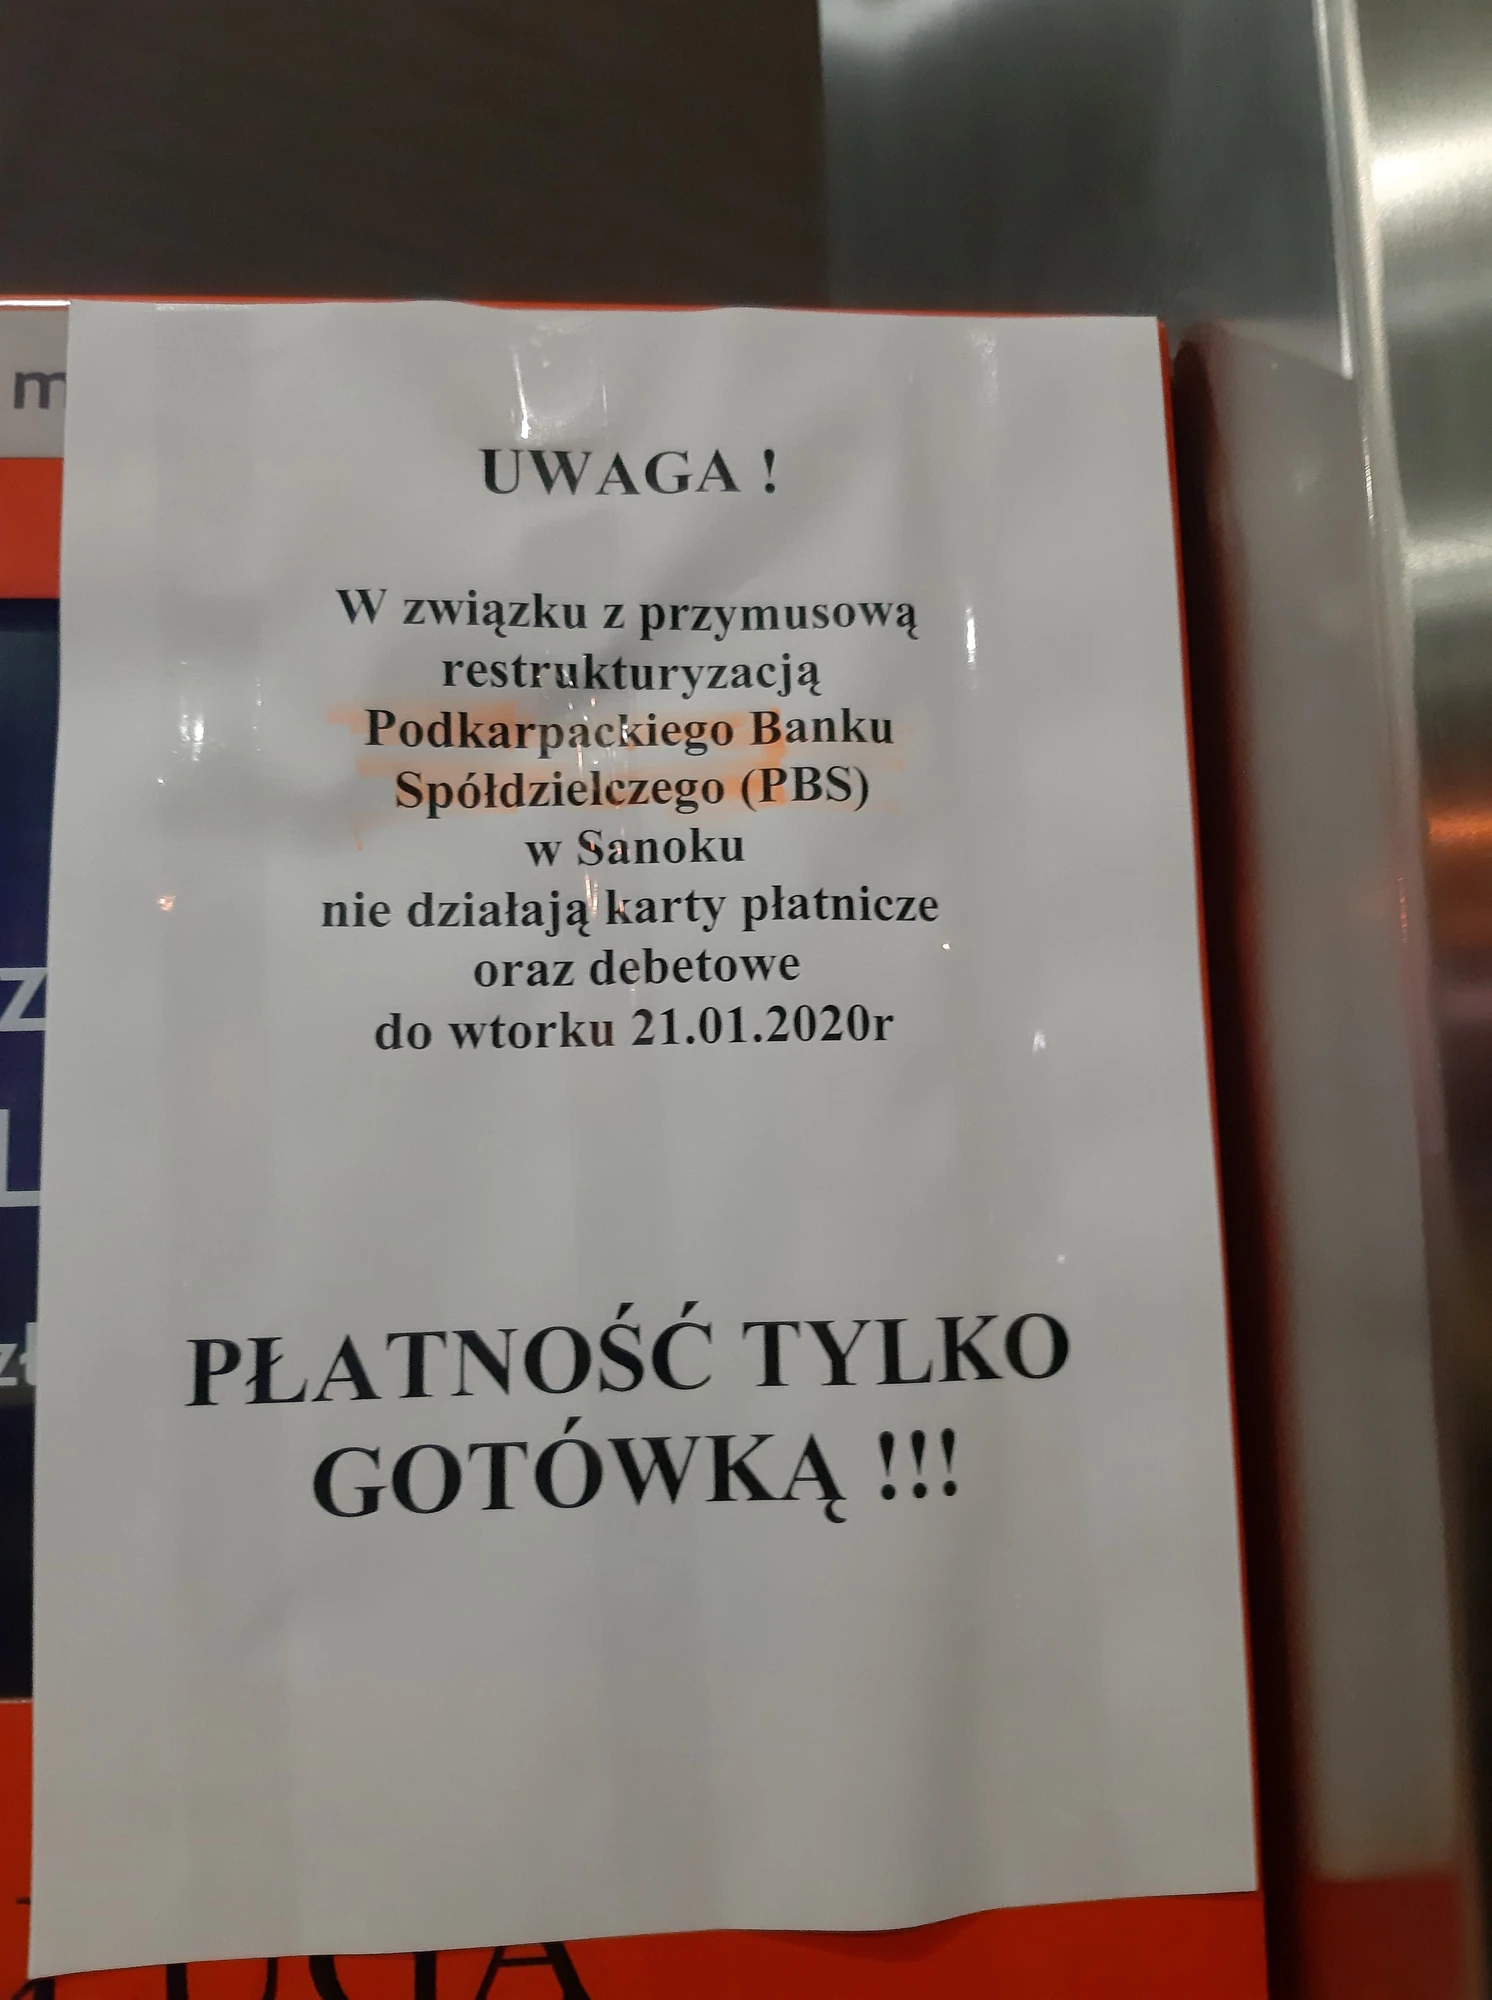 UWAGA !
W związku z przymusową
restrukturyzacją
Podkarpackiego Banku
Spółdzielczego (PBS)
w Sanoku
nie działają karty płatnicze
oraz debetowe
do wtorku 21.01.2020r
PŁATNOŚĆ TYLKO
GOTÓWKĄ !!!